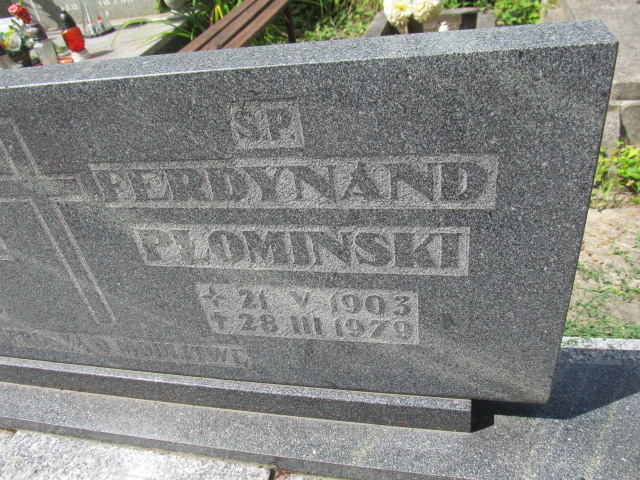 ŚP
FERDYNAND
PŁOMIŃSKI
* 21 V 1903
† 28 III 1979